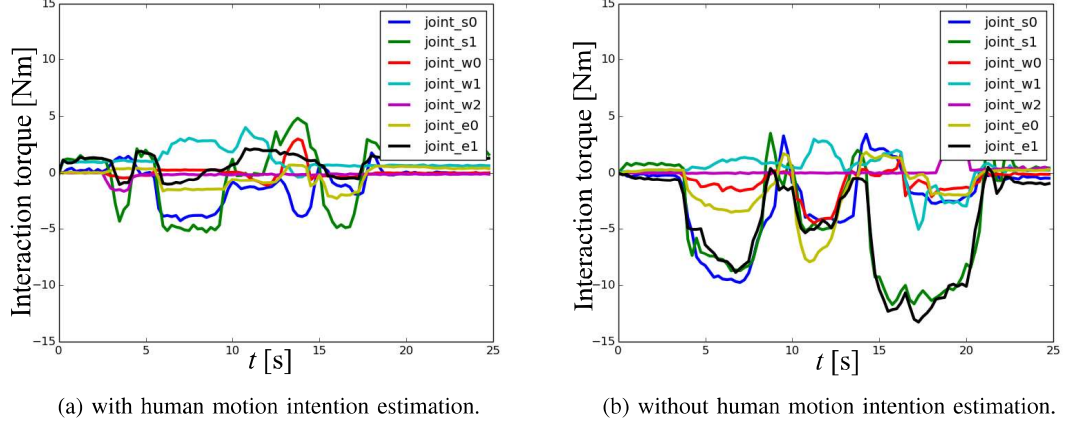 15
10
5
0
−5
−10
−15
0
5
10
15
20
25
Interaction torque [Nm]
t [s]
joint_s0
joint_s1
joint_w0
joint_w1
joint_w2
joint_e0
joint_e1
(a) with human motion intention estimation.
15
10
5
0
−5
−10
−15
0
5
10
15
20
25
Interaction torque [Nm]
t [s]
joint_s0
joint_s1
joint_w0
joint_w1
joint_w2
joint_e0
joint_e1
(b) without human motion intention estimation.